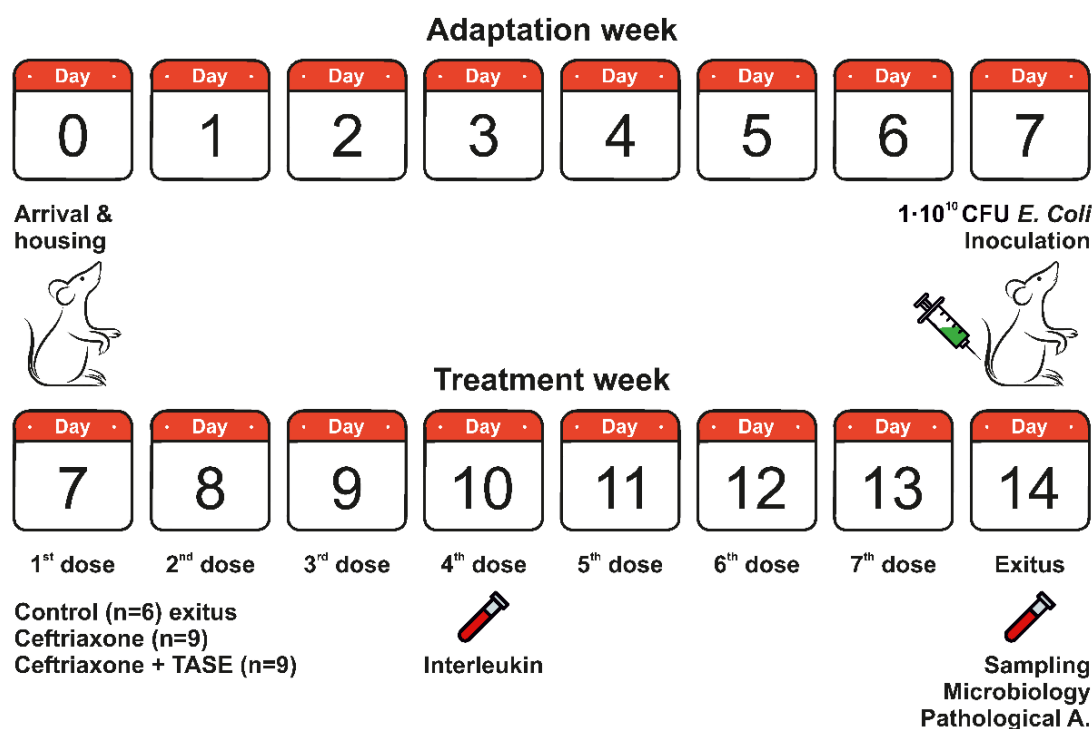 Adaptation week
· Day · · Day · · Day · · Day · · Day · · Day · · Day · · Day ·
0 1 2 3 4 5 6 7
Arrival &
housing
1·10¹⁰ CFU E. Coli
Inoculation
Treatment week
· Day · · Day · · Day · · Day · · Day · · Day · · Day · · Day ·
7 8 9 10 11 12 13 14
1ˢᵗ dose 2ⁿᵈ dose 3ʳᵈ dose 4ᵗʰ dose 5ᵗʰ dose 6ᵗʰ dose 7ᵗʰ dose Exitus
Control (n=6) exitus
Ceftriaxone (n=9)
Ceftriaxone + TASE (n=9)
Interleukin
Sampling
Microbiology
Pathological A.